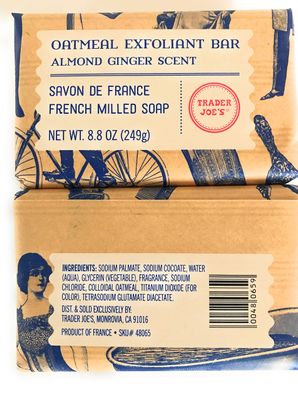 OATMEAL EXFOLIANT BAR
ALMOND GINGER SCENT
SAVON DE FRANCE
FRENCH MILLED SOAP
NET WT. 8.8 OZ (249g)
TRADER
JOE'S
INGREDIENTS: SODIUM PALMATE, SODIUM COCOATE, WATER
(AQUA), GLYCERIN (VEGETABLE), FRAGRANCE, SODIUM
CHLORIDE, COLLOIDAL OATMEAL, TITANIUM DIOXIDE (FOR
COLOR), TETRASODIUM GLUTAMATE DIACETATE.
DIST. & SOLD EXCLUSIVELY BY:
TRADER JOE'S, MONROVIA, CA 91016
PRODUCT OF FRANCE • SKU# 48065
0048 0659